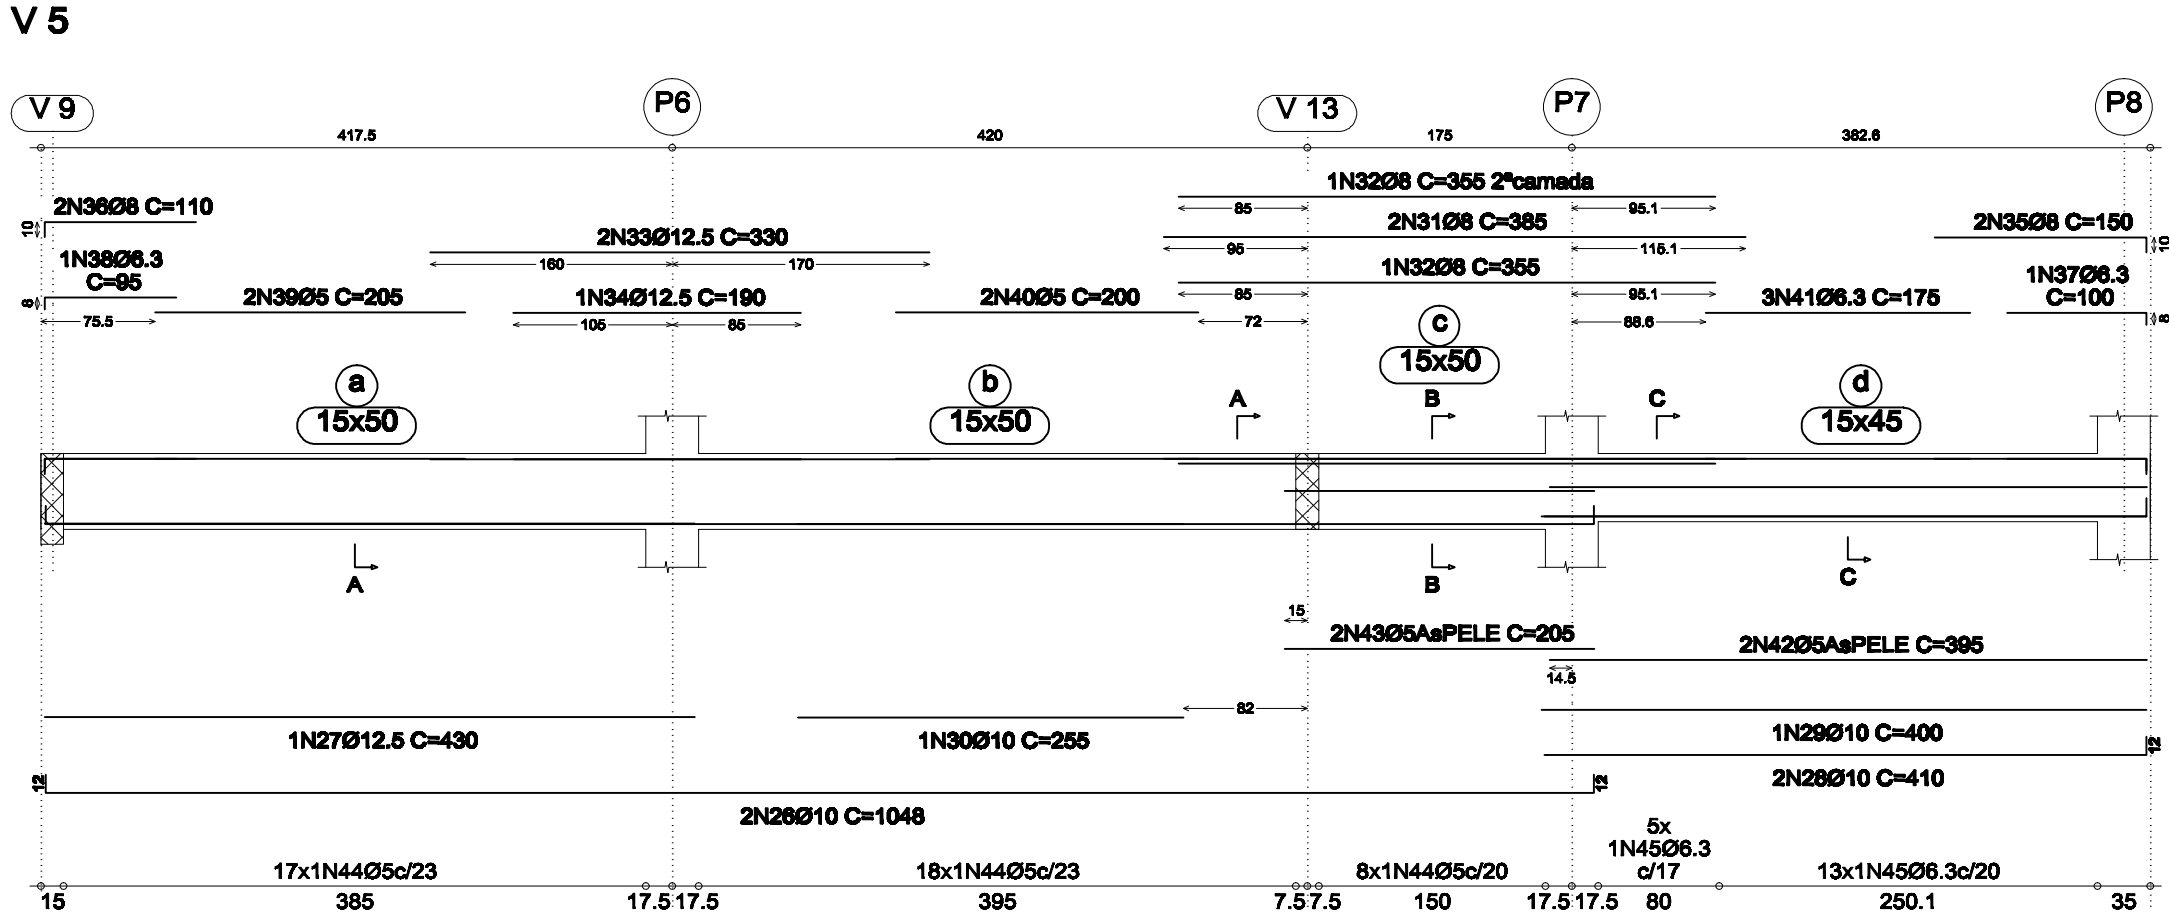 V 5
V 9
P6
V 13
P7
P8
417.5
420
175
382.6
1N32Ø8 C=355 2ªcamada
85
95.1
2N36Ø8 C=110
10
2N31Ø8 C=385
95
115.1
2N35Ø8 C=150
10
2N33Ø12.5 C=330
160
170
1N38Ø6.3
C=95
8
75.5
1N32Ø8 C=355
85
95.1
1N37Ø6.3
C=100
8
2N39Ø5 C=205
1N34Ø12.5 C=190
105
85
2N40Ø5 C=200
72
3N41Ø6.3 C=175
88.6
a
15x50
b
15x50
c
15x50
d
15x45
A
B
C
A
B
C
15
2N43Ø5AsPELE C=205
2N42Ø5AsPELE C=395
14.5
82
1N27Ø12.5 C=430
1N30Ø10 C=255
1N29Ø10 C=400
12
12
12
2N28Ø10 C=410
2N26Ø10 C=1048
17x1N44Ø5c/23
18x1N44Ø5c/23
8x1N44Ø5c/20
5x
1N45Ø6.3
c/17
13x1N45Ø6.3c/20
15
385
17.5
17.5
395
7.5
7.5
150
17.5
17.5
80
250.1
35